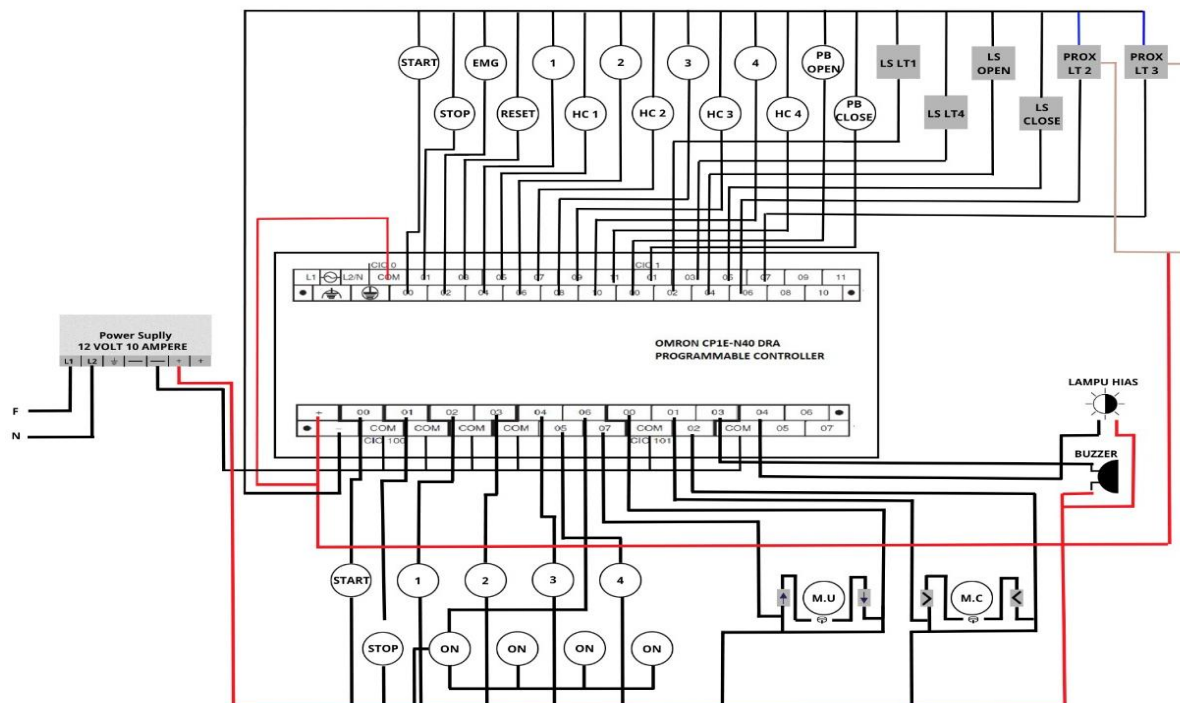 START
EMG
1
2
3
4
PB
OPEN
LS LT1
LS
OPEN
PROX
LT 2
PROX
LT 3
STOP
RESET
HC 1
HC 2
HC 3
HC 4
PB
CLOSE
LS LT4
LS
CLOSE
CIO 0
CIO 1
L1 L2/N COM 01 03 05 07 09 11 01 03 05 07 09 11
00 02 04 06 08 10 00 02 04 06 08 10
Power Suplly
12 VOLT 10 AMPERE
L1 L2 + +
OMRON CP1E-N40 DRA
PROGRAMMABLE CONTROLLER
F
N
LAMPU HIAS
BUZZER
+ 00 01 02 03 04 06 00 01 03 04 06
- COM COM COM COM 05 07 COM 02 COM 05 07
CIO 100
CIO 101
START
1
2
3
4
M.U
M.C
STOP
ON
ON
ON
ON